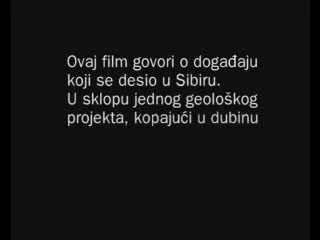 Ovaj film govori o događaju
koji se desio u Sibiru.
U sklopu jednog geološkog
projekta, kopajući u dubinu